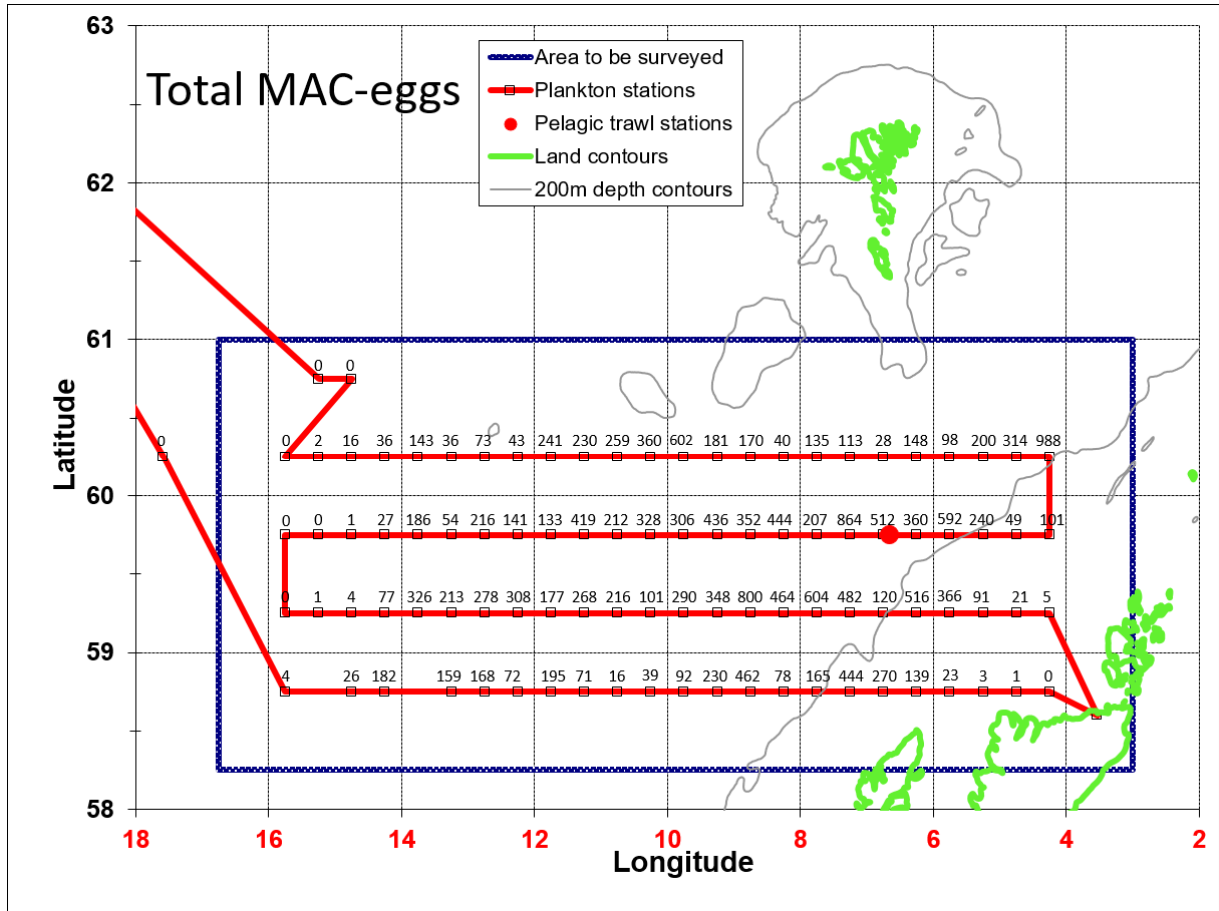 63
Total MAC-eggs
Area to be surveyed
Plankton stations
Pelagic trawl stations
Land contours
200m depth contours
62
61
0 0
0 0 2 16 36 143 36 73 43 241 230 259 360 602 181 170 40 135 113 28 148 98 200 314 988
Latitude
60
0 0 1 27 186 54 216 141 133 419 212 328 306 436 352 444 207 864 512 360 592 240 49 101
0 1 4 77 326 213 278 308 177 268 216 101 290 348 800 464 604 482 120 516 366 91 21 5
59
4 26 182 159 168 72 195 71 16 39 92 230 462 78 165 444 270 139 23 3 1 0
58
18 16 14 12 10 8 6 4 2
Longitude